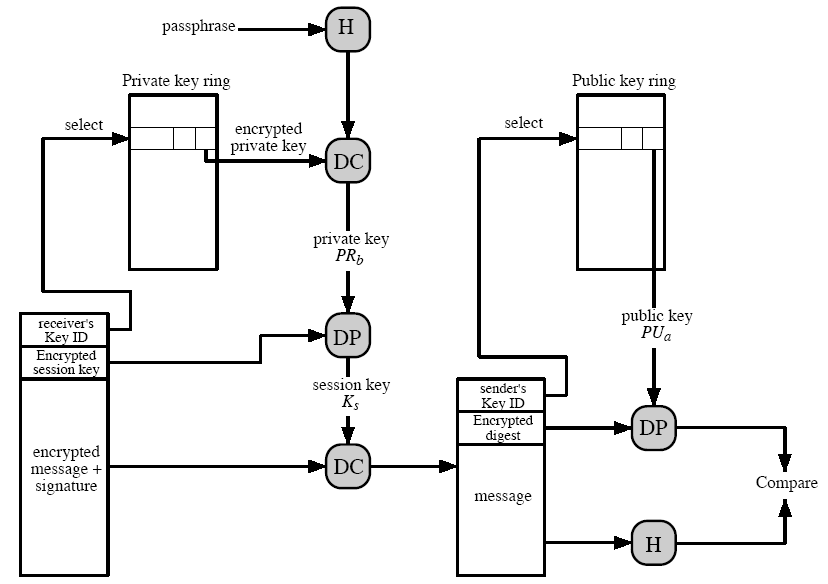 passphrase
H
Private key ring
Public key ring
select
encrypted
private key
DC
select
private key
PRb
public key
PUa
receiver's
Key ID
Encrypted
session key
DP
session key
Ks
sender's
Key ID
Encrypted
digest
DP
encrypted
message +
signature
DC
message
Compare
H